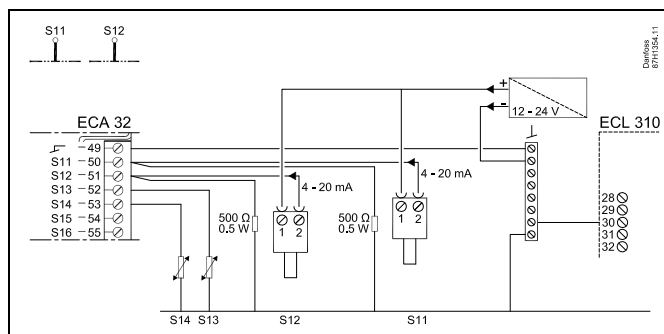 S11 S12
Danfoss
87H1354.11
+
-
12 - 24 V
ECA 32
ECL 310
49
S11 - 50
S12 - 51
S13 - 52
S14 - 53
S15 - 54
S16 - 55
4 - 20 mA
4 - 20 mA
500 Ω
0.5 W
1 2
500 Ω
0.5 W
1 2
28
29
30
31
32
S14 S13 S12 S11